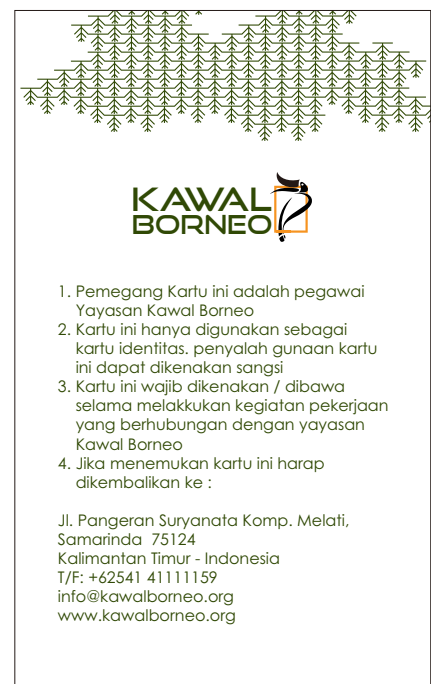 KAWAL
BORNEO
1. Pemegang Kartu ini adalah pegawai
Yayasan Kawal Borneo
2. Kartu ini hanya digunakan sebagai
kartu identitas. penyalah gunaan kartu
ini dapat dikenakan sangsi
3. Kartu ini wajib dikenakan / dibawa
selama melakkukan kegiatan pekerjaan
yang berhubungan dengan yayasan
Kawal Borneo
4. Jika menemukan kartu ini harap
dikembalikan ke :
Jl. Pangeran Suryanata Komp. Melati,
Samarinda  75124
Kalimantan Timur - Indonesia
T/F: +62541 41111159
info@kawalborneo.org
www.kawalborneo.org